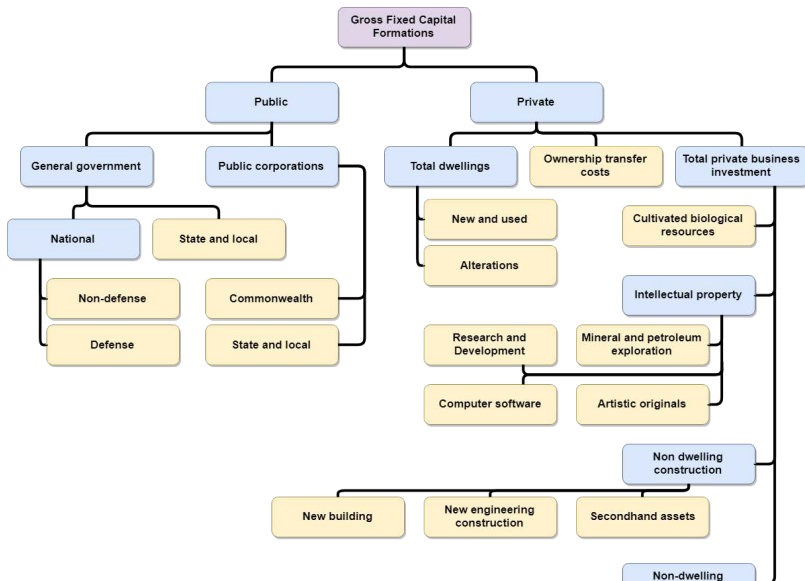 Gross Fixed Capital
Formations
Public
Private
General government
Public corporations
Total dwellings
Ownership transfer
costs
Total private business
investment
National
State and local
New and used
Cultivated biological
resources
Alterations
Non-defense
Commonwealth
Intellectual property
Defense
State and local
Research and
Development
Mineral and petroleum
exploration
Computer software
Artistic originals
Non dwelling
construction
New building
New engineering
construction
Secondhand assets
Non-dwelling